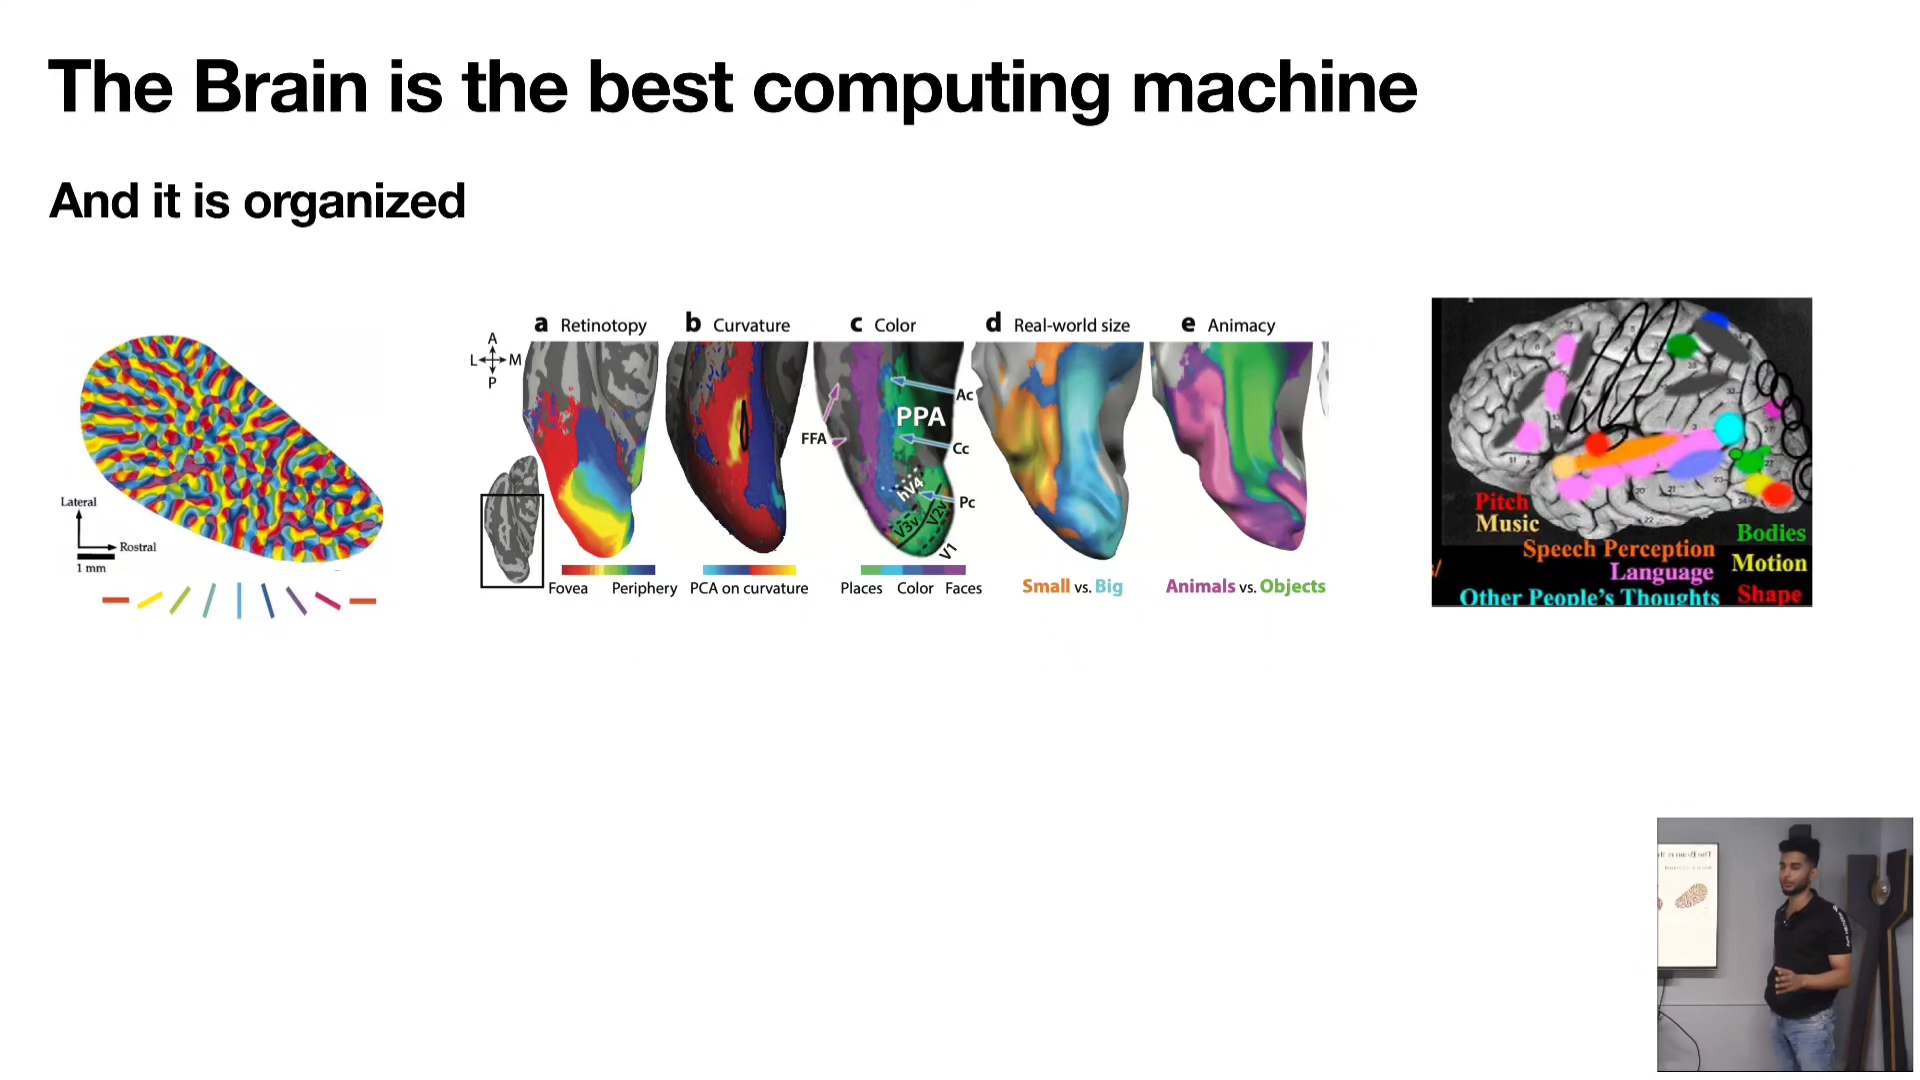 The Brain is the best computing machine
And it is organized
Lateral
Rostral
1 mm
A
L M
P
a Retinotopy
Fovea Periphery
b Curvature
PCA on curvature
c Color
FFA
PPA
Ac
Cc
Pc
hV4
V3v
V2v
V1
Places Color Faces
d Real-world size
Small vs. Big
e Animacy
Animals vs. Objects
Pitch
Music
Speech Perception
Language
Other People's Thoughts
Bodies
Motion
Shape